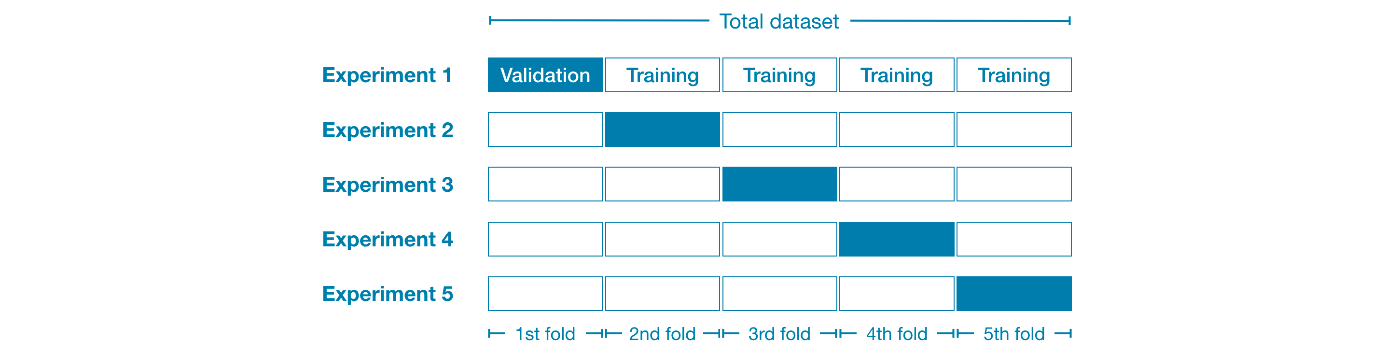 Total dataset
Experiment 1 Validation Training Training Training Training
Experiment 2
Experiment 3
Experiment 4
Experiment 5
1st fold 2nd fold 3rd fold 4th fold 5th fold